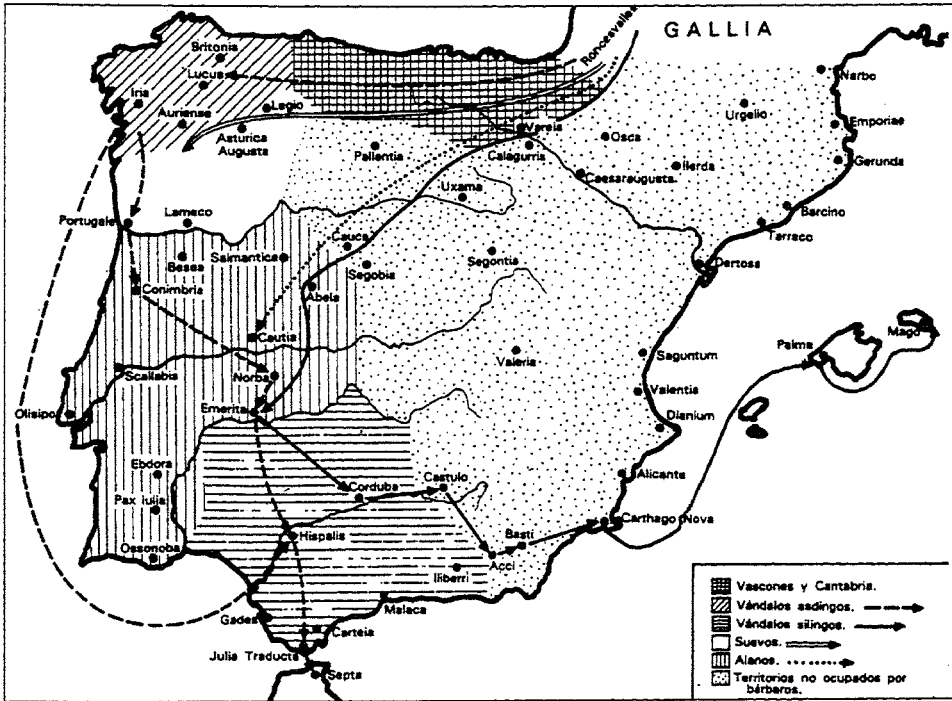 GALLIA
Roncesvalles
Britonia
Lucus
Iria
Auriense
Legio
Asturica
Augusta
Pallentia
Vareia
Calagurris
Osca
Urgelio
Narbo
Emporiae
Gerunda
Ilerda
Caesaraugusta
Barcino
Tarraco
Dertosa
Uxama
Portugale
Lameco
Besea
Salmantica
Cauca
Segobia
Segontia
Conimbria
Abela
Cautia
Scallabia
Norba
Valeria
Saguntum
Valentia
Dianium
Palma
Mago
Olisipo
Emerita
Ebdora
Pax Iulia
Ossonoba
Corduba
Castulo
Alicante
Carthago Nova
Hispalis
Basti
Acci
Iliberri
Gades
Malaca
Carteia
Julia Traducta
Septa
Vascones y Cantabria.
Vándalos asdingos.
Vándalos silingos.
Suevos.
Alanos.
Territorios no ocupados por
bárbaros.